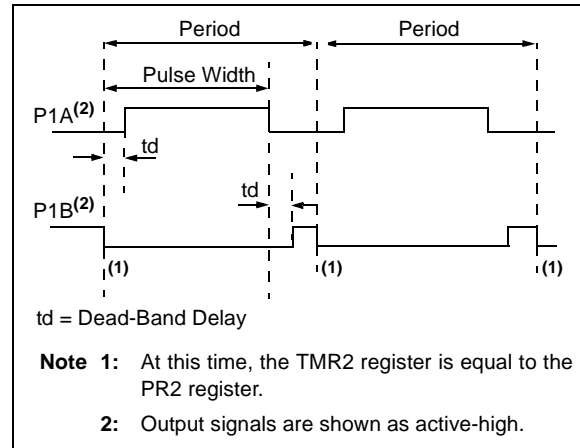 Period
Period
Pulse Width
P1A(2)
td
td
P1B(2)
(1)
(1)
(1)
td = Dead-Band Delay
Note 1: At this time, the TMR2 register is equal to the
PR2 register.
2: Output signals are shown as active-high.